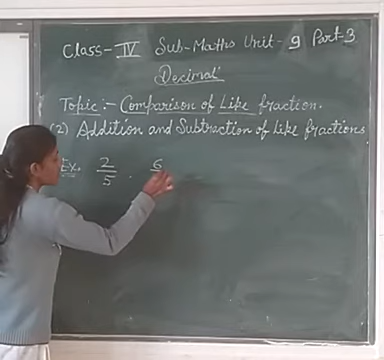 Class-IV Sub-Maths Unit-9 Part-3
Decimal
Topic:- Comparison of Like fraction.
(2) Addition and Subtraction of Like fractions
Ex. 2/5 . 6